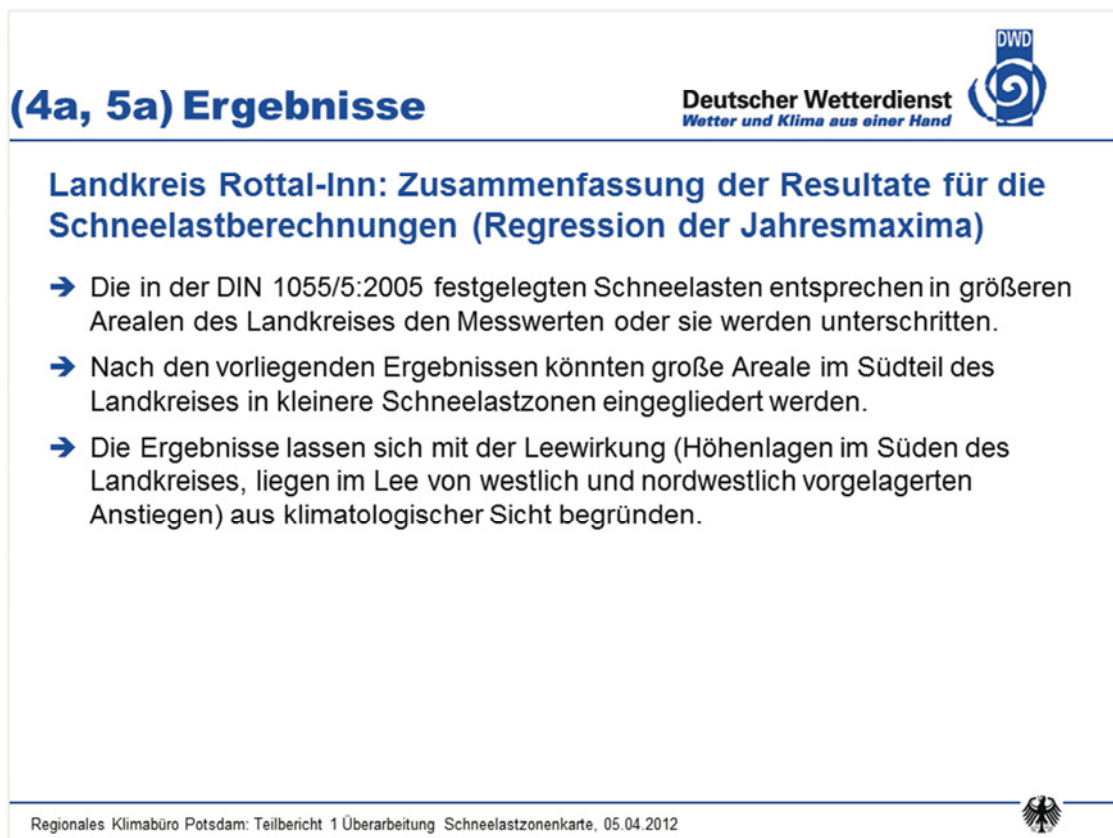 DWD
(4a, 5a) Ergebnisse
Deutscher Wetterdienst
Wetter und Klima aus einer Hand
Landkreis Rottal-Inn: Zusammenfassung der Resultate für die
Schneelastberechnungen (Regression der Jahresmaxima)
➔ Die in der DIN 1055/5:2005 festgelegten Schneelasten entsprechen in größeren
Arealen des Landkreises den Messwerten oder sie werden unterschritten.
➔ Nach den vorliegenden Ergebnissen könnten große Areale im Südteil des
Landkreises in kleinere Schneelastzonen eingegliedert werden.
➔ Die Ergebnisse lassen sich mit der Leewirkung (Höhenlagen im Süden des
Landkreises, liegen im Lee von westlich und nordwestlich vorgelagerten
Anstiegen) aus klimatologischer Sicht begründen.
Regionales Klimabüro Potsdam: Teilbericht 1 Überarbeitung Schneelastzonenkarte, 05.04.2012